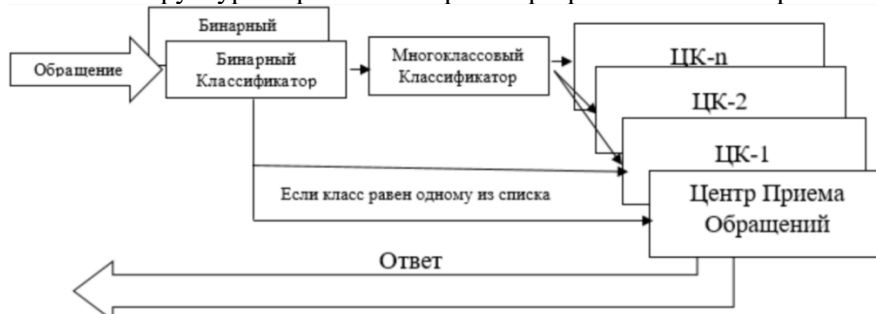 Бинарный
Обращение
Бинарный
Классификатор
Многоклассовый
Классификатор
ЦК-n
ЦК-2
ЦК-1
Если класс равен одному из списка
Центр Приема
Обращений
Ответ